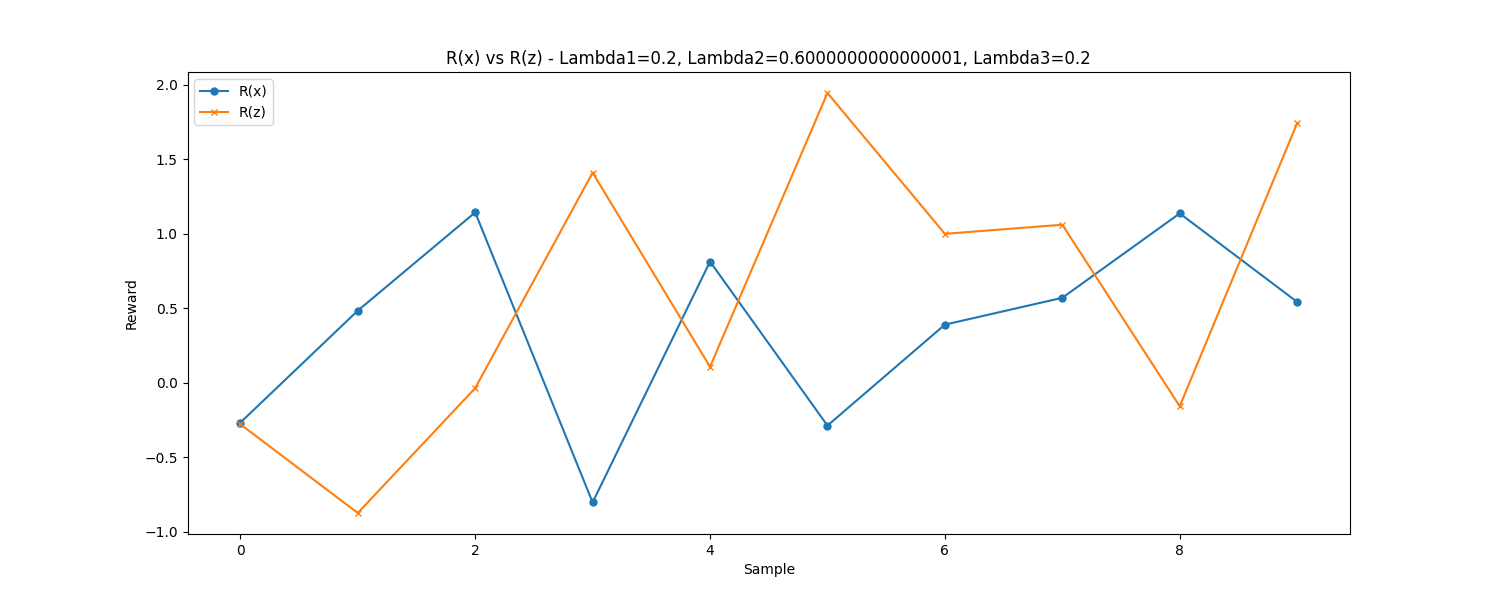 R(x) vs R(z) - Lambda1=0.2, Lambda2=0.6000000000000001, Lambda3=0.2
R(x)
R(z)
2.0
1.5
1.0
0.5
0.0
−0.5
−1.0
Reward
0 2 4 6 8
Sample